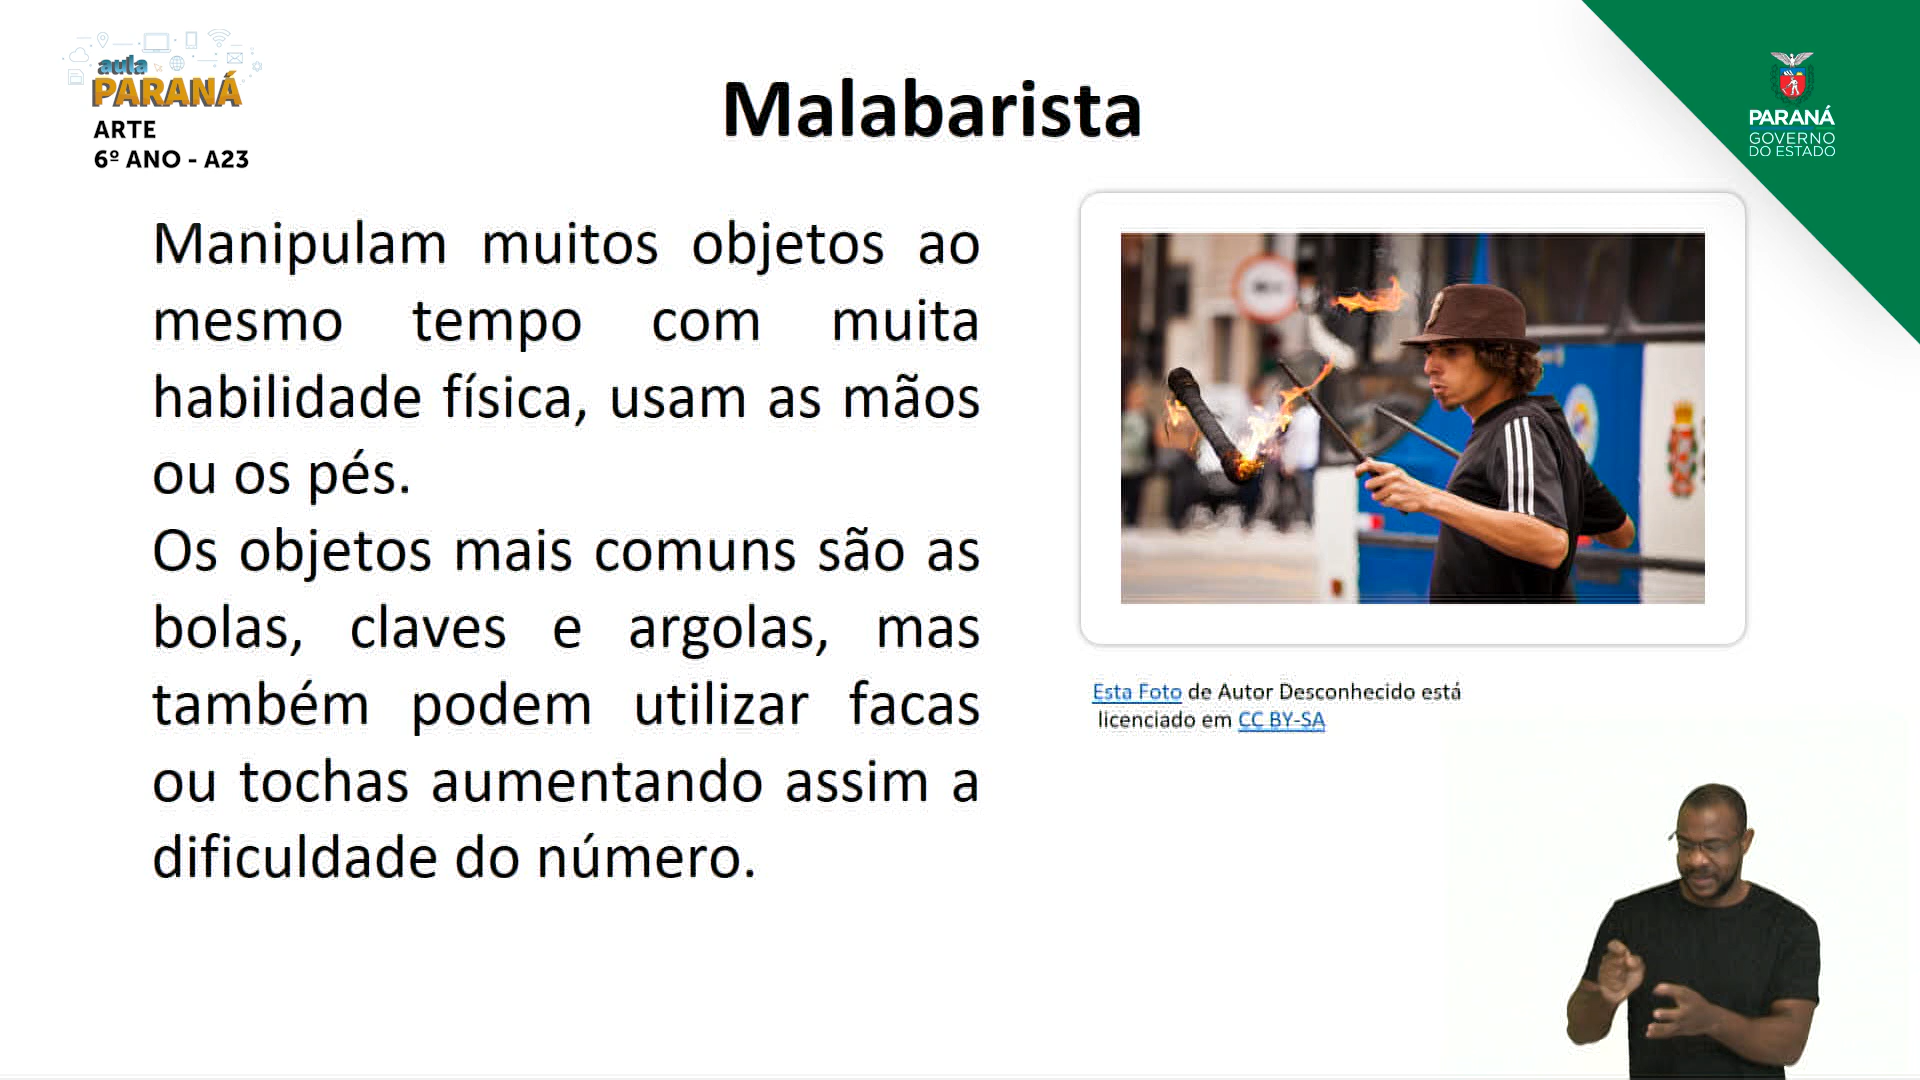 aula
PARANÁ
ARTE
6º ANO - A23
Malabarista
PARANÁ
GOVERNO
DO ESTADO
Manipulam muitos objetos ao
mesmo tempo com muita
habilidade física, usam as mãos
ou os pés.
Os objetos mais comuns são as
bolas, claves e argolas, mas
também podem utilizar facas
ou tochas aumentando assim a
dificuldade do número.
Esta Foto de Autor Desconhecido está
licenciado em CC BY-SA